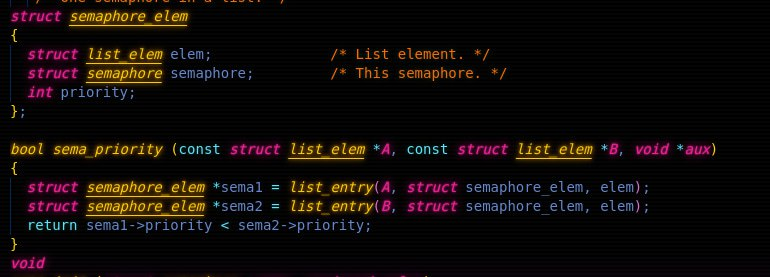 /* One semaphore in a list. */
struct semaphore_elem
{
  struct list_elem elem;              /* List element. */
  struct semaphore semaphore;         /* This semaphore. */
  int priority;
};
bool sema_priority (const struct list_elem *A, const struct list_elem *B, void *aux)
{
  struct semaphore_elem *sema1 = list_entry(A, struct semaphore_elem, elem);
  struct semaphore_elem *sema2 = list_entry(B, struct semaphore_elem, elem);
  return sema1->priority < sema2->priority;
}
void